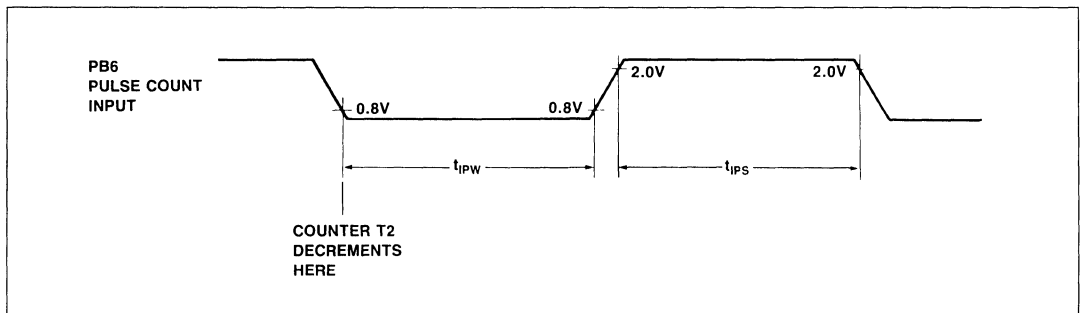 PB6
PULSE COUNT
INPUT
0.8V
0.8V
2.0V
2.0V
tIPW
tIPS
COUNTER T2
DECREMENTS
HERE